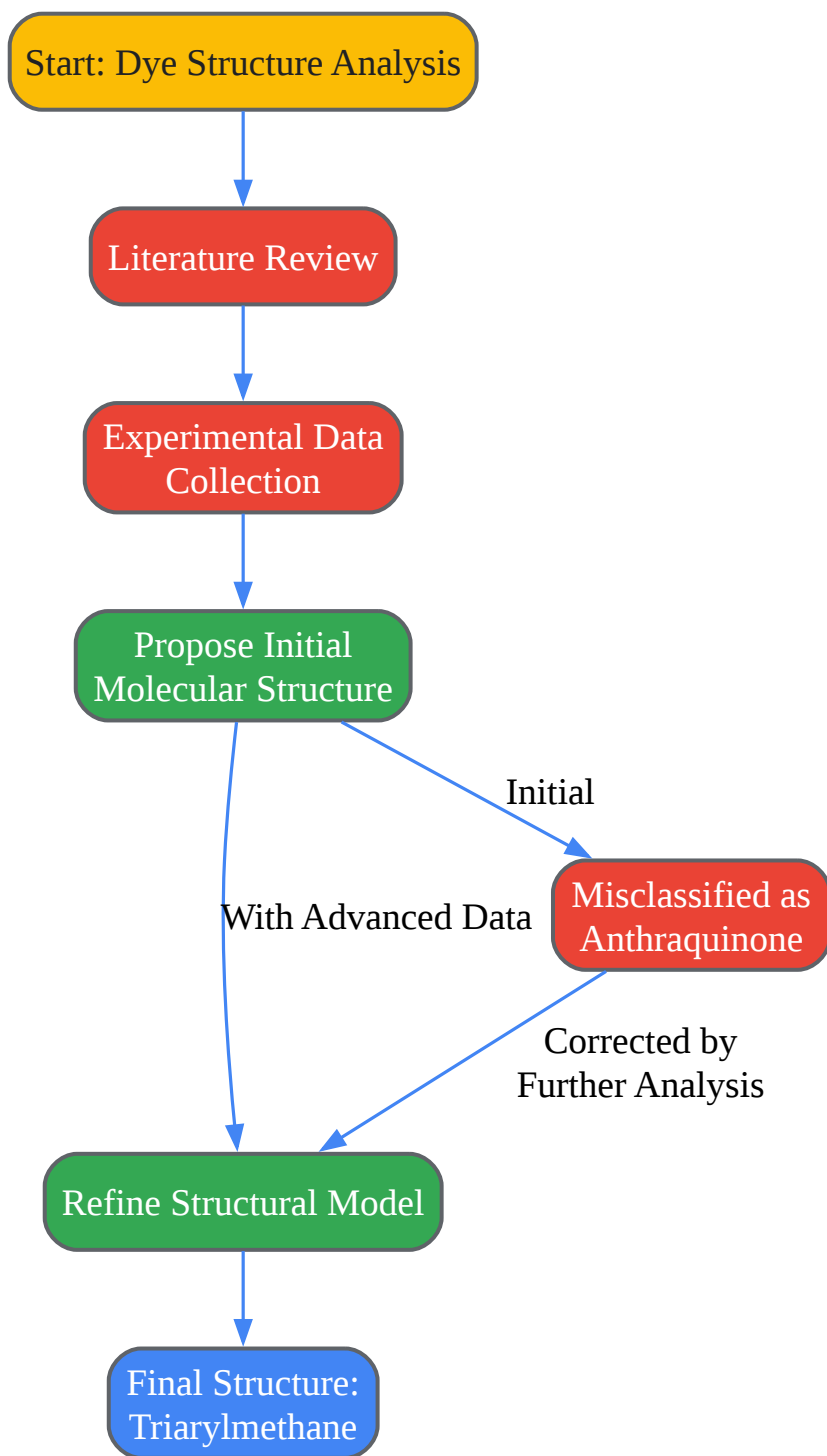 Start: Dye Structure Analysis
Literature Review
Experimental Data
Collection
Propose Initial
Molecular Structure
Initial
With Advanced Data
Misclassified as
Anthraquinone
Corrected by
Further Analysis
Refine Structural Model
Final Structure:
Triarylmethane